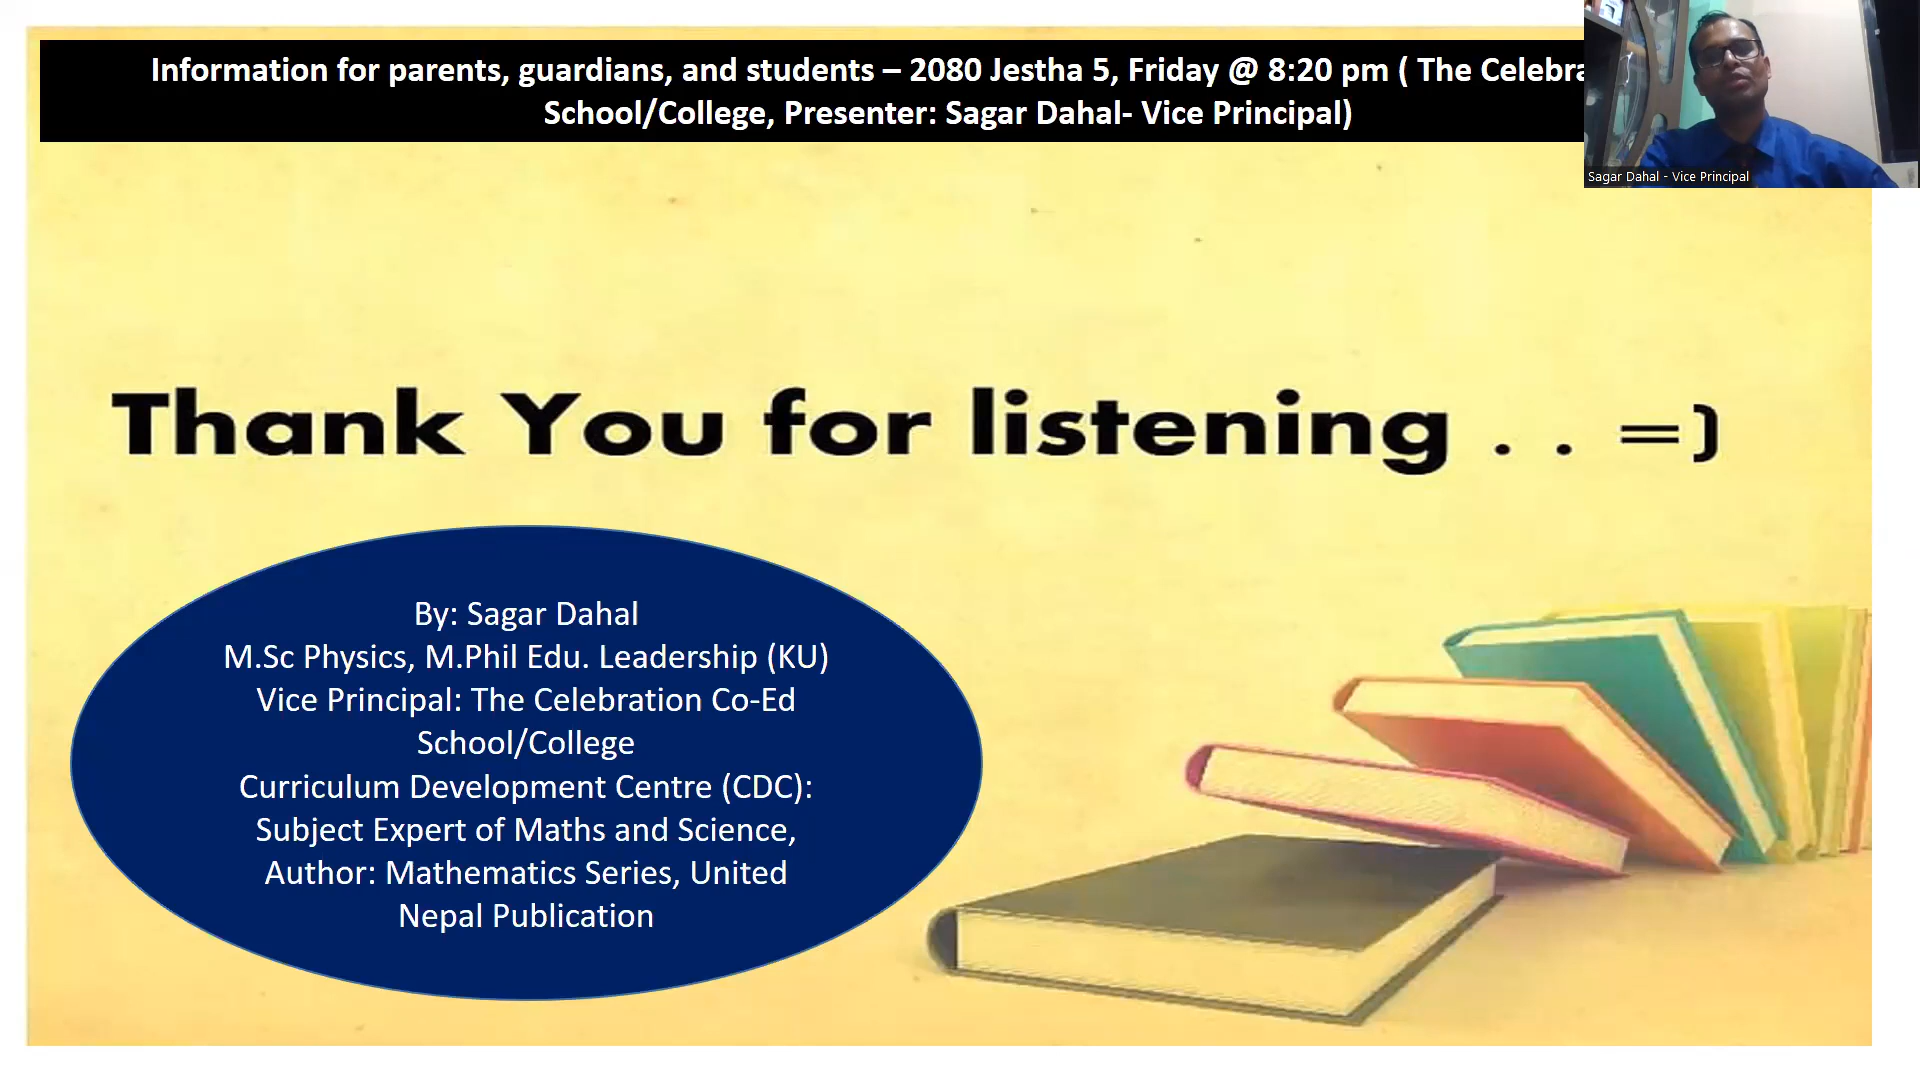 Information for parents, guardians, and students – 2080 Jestha 5, Friday @ 8:20 pm ( The Celebra
School/College, Presenter: Sagar Dahal- Vice Principal)
Sagar Dahal - Vice Principal
Thank You for listening . . =)
By: Sagar Dahal
M.Sc Physics, M.Phil Edu. Leadership (KU)
Vice Principal: The Celebration Co-Ed
School/College
Curriculum Development Centre (CDC):
Subject Expert of Maths and Science,
Author: Mathematics Series, United
Nepal Publication